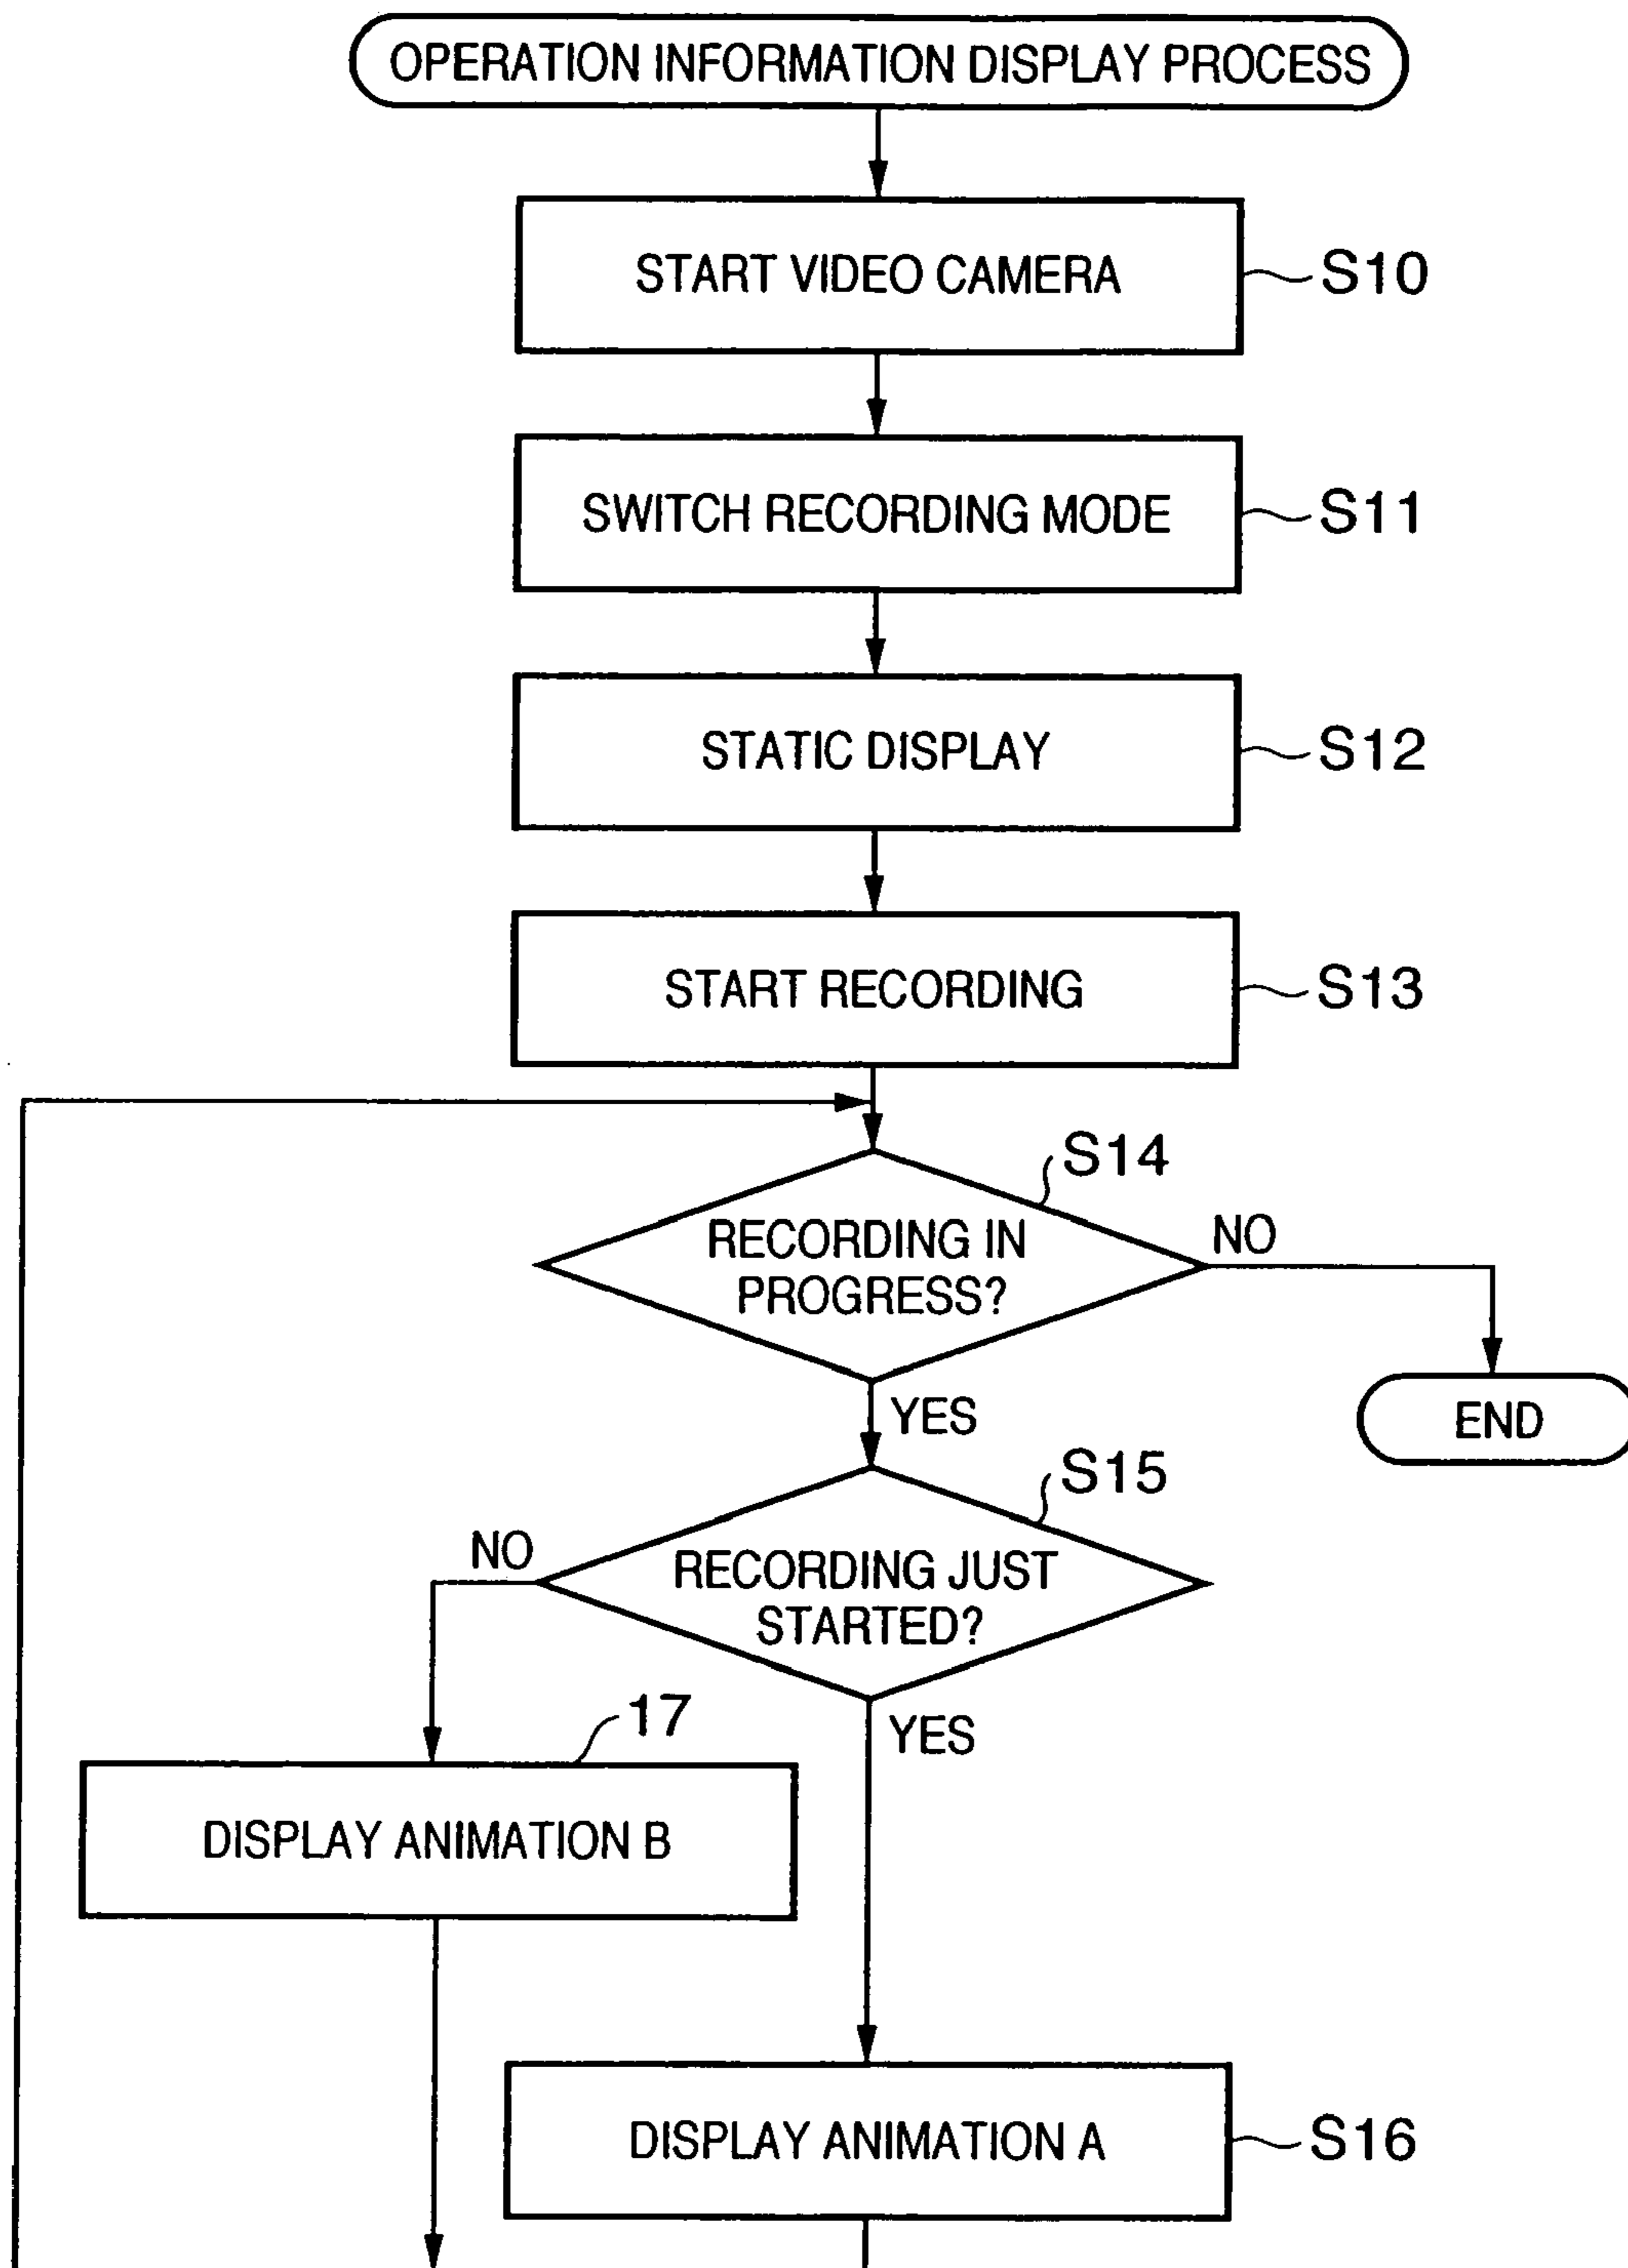 OPERATION INFORMATION DISPLAY PROCESS
START VIDEO CAMERA
S10
SWITCH RECORDING MODE
S11
STATIC DISPLAY
S12
START RECORDING
S13
S14
RECORDING IN
PROGRESS?
NO
YES
END
S15
RECORDING JUST
STARTED?
NO
YES
17
DISPLAY ANIMATION B
DISPLAY ANIMATION A
S16